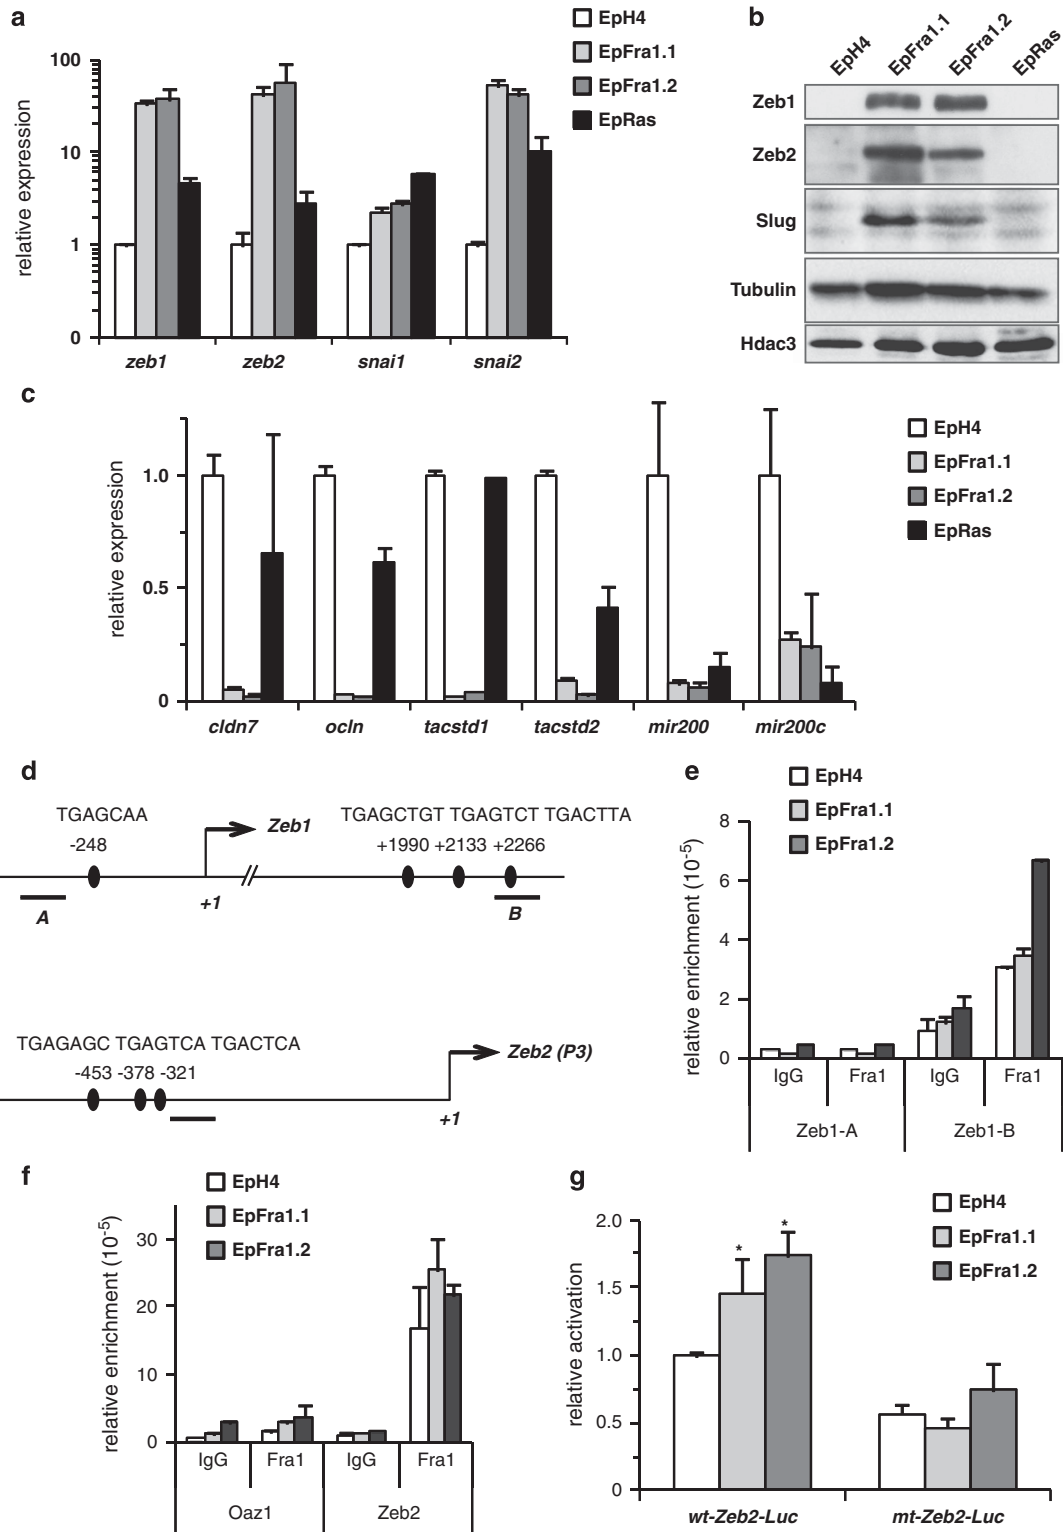 a
EpH4
EpFra1.1
EpFra1.2
EpRas
relative expression
100
10
1
0
zeb1 zeb2 snai1 snai2
b
EpH4 EpFra1.1 EpFra1.2 EpRas
Zeb1
Zeb2
Slug
Tubulin
Hdac3
c
EpH4
EpFra1.1
EpFra1.2
EpRas
relative expression
1.0
0.5
0
cldn7 ocln tacstd1 tacstd2 mir200 mir200c
d
TGAGCAA
-248
Zeb1
TGAGCTGT TGAGTCT TGACTTA
+1990 +2133 +2266
A
+1
B
TGAGAGC TGAGTCA TGACTCA
-453 -378 -321
Zeb2 (P3)
+1
e
EpH4
EpFra1.1
EpFra1.2
relative enrichment (10-5)
8
6
4
2
0
IgG Fra1 IgG Fra1
Zeb1-A Zeb1-B
f
EpH4
EpFra1.1
EpFra1.2
relative enrichment (10-5)
30
20
10
0
IgG Fra1 IgG Fra1
Oaz1 Zeb2
g
EpH4
EpFra1.1
EpFra1.2
relative activation
2.0
1.5
1.0
0.5
0
* *
wt-Zeb2-Luc mt-Zeb2-Luc